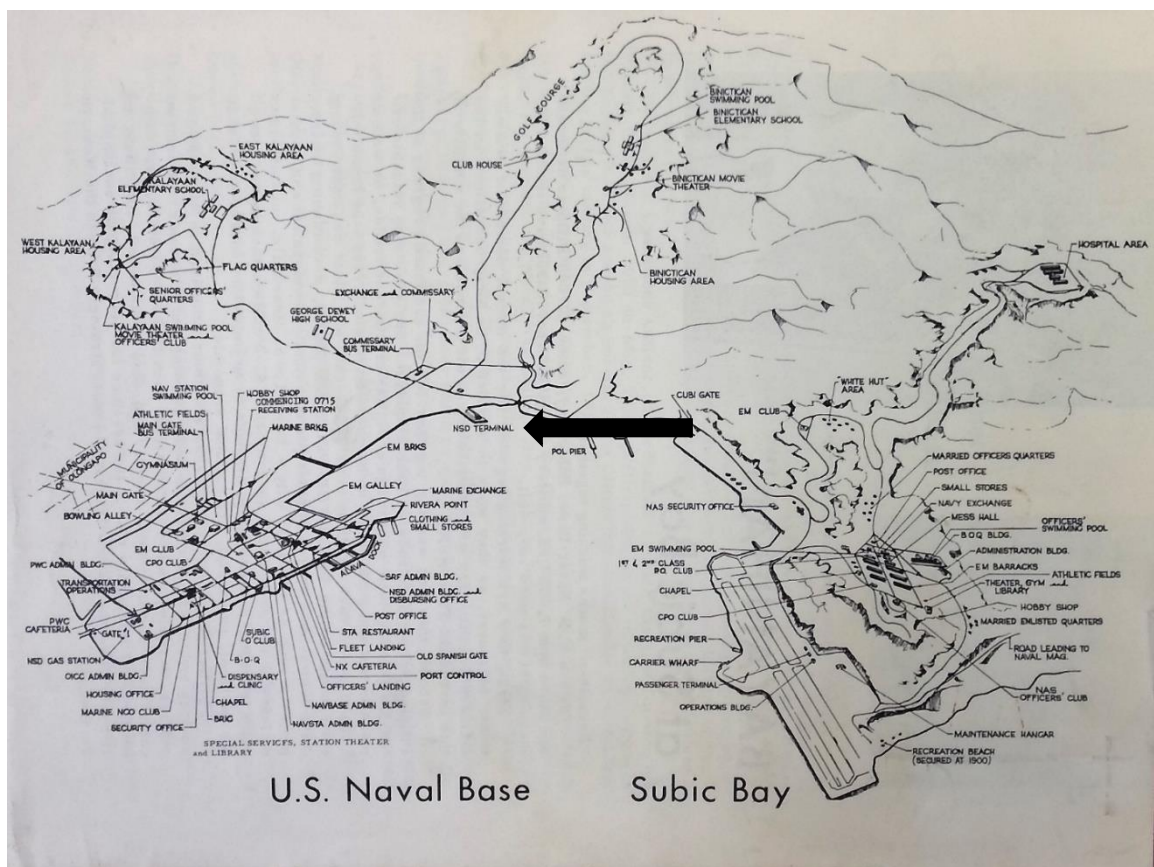 GOLF COURSE
BINICTICAN
SWIMMING POOL
BINICTICAN
ELEMENTARY SCHOOL
EAST KALAYAAN
HOUSING AREA
CLUB HOUSE
KALAYAAN
ELEMENTARY SCHOOL
BINICTICAN MOVIE
THEATER
WEST KALAYAAN
HOUSING AREA
HOSPITAL AREA
FLAG QUARTERS
BINICTICAN
HOUSING AREA
SENIOR OFFICERS'
QUARTERS
EXCHANGE and COMMISSARY
GEORGE DEWEY
HIGH SCHOOL
KALAYAAN SWIMMING POOL
MOVIE THEATER and
OFFICERS' CLUB
COMMISSARY
BUS TERMINAL
NAV STATION
SWIMMING POOL
HOBBY SHOP
COMMENCING 0715
RECEIVING STATION
"WHITE HUT"
AREA
CUBI GATE
EM CLUB
ATHLETIC FIELDS
MAIN GATE
BUS TERMINAL
MARINE BRKS
NSD TERMINAL
EM BRKS
POL PIER
MUNICIPALITY
OF OLONGAPO
GYMNASIUM
MARRIED OFFICERS QUARTERS
POST OFFICE
EM GALLEY
SMALL STORES
MAIN GATE
MARINE EXCHANGE
NAVY EXCHANGE
RIVERA POINT
NAS SECURITY OFFICE
MESS HALL
BOWLING ALLEY
CLOTHING and
SMALL STORES
OFFICERS'
SWIMMING POOL
B.O.Q BLDG.
EM CLUB
CPO CLUB
EM SWIMMING POOL
ADMINISTRATION BLDG.
PWC ADMIN BLDG.
ALAVA DOCK
1ST & 2ND CLASS
P.O. CLUB
EM BARRACKS
ATHLETIC FIELDS
TRANSPORTATION
OPERATIONS
SRF ADMIN BLDG.
THEATER, GYM and
LIBRARY
CHAPEL
NSD ADMIN BLDG. and
DISBURSING OFFICE
HOBBY SHOP
CPO CLUB
POST OFFICE
MARRIED ENLISTED QUARTERS
PWC
CAFETERIA
GATE 1
SUBIC
O'CLUB
STA RESTAURANT
RECREATION PIER
FLEET LANDING
ROAD LEADING TO
NAVAL MAG.
NSD GAS STATION
B-O-Q
OLD SPANISH GATE
CARRIER WHARF
NX CAFETERIA
OICC ADMIN BLDG.
DISPENSARY
and CLINIC
PORT CONTROL
PASSENGER TERMINAL
NAS
OFFICERS' CLUB
HOUSING OFFICE
OFFICERS' LANDING
CHAPEL
NAVBASE ADMIN BLDG.
OPERATIONS BLDG.
MARINE NCO CLUB
BRIG
NAVSTA ADMIN BLDG.
SECURITY OFFICE
MAINTENANCE HANGAR
SPECIAL SERVICES, STATION THEATER
and LIBRARY
RECREATION BEACH
(SECURED AT 1900)
U.S. Naval Base Subic Bay